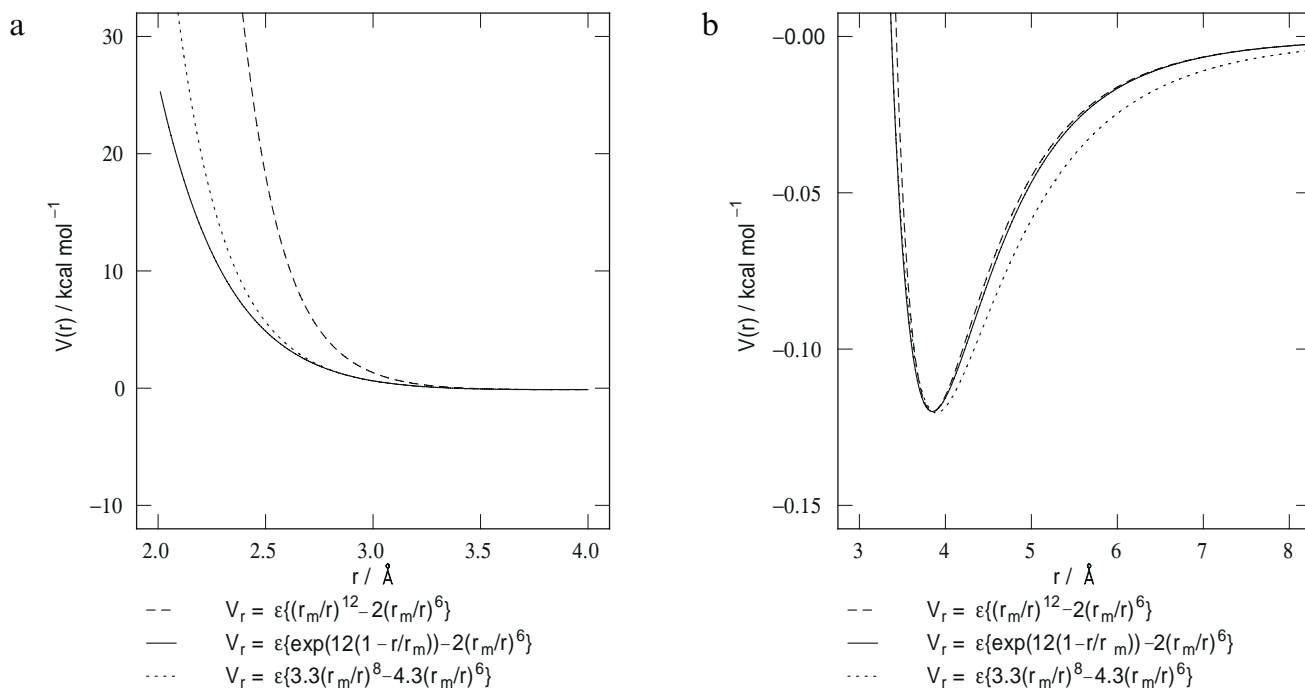 a
30
20
10
0
−10
V(r) / kcal mol⁻¹
2.0 2.5 3.0 3.5 4.0
r / Å
V_r = ε{(r_m/r)¹²−2(r_m/r)⁶}
V_r = ε{exp(12(1−r/r_m))−2(r_m/r)⁶}
V_r = ε{3.3(r_m/r)⁸−4.3(r_m/r)⁶}
b
−0.00
−0.05
−0.10
−0.15
V(r) / kcal mol⁻¹
3 4 5 6 7 8
r / Å
V_r = ε{(r_m/r)¹²−2(r_m/r)⁶}
V_r = ε{exp(12(1−r/r_m))−2(r_m/r)⁶}
V_r = ε{3.3(r_m/r)⁸−4.3(r_m/r)⁶}